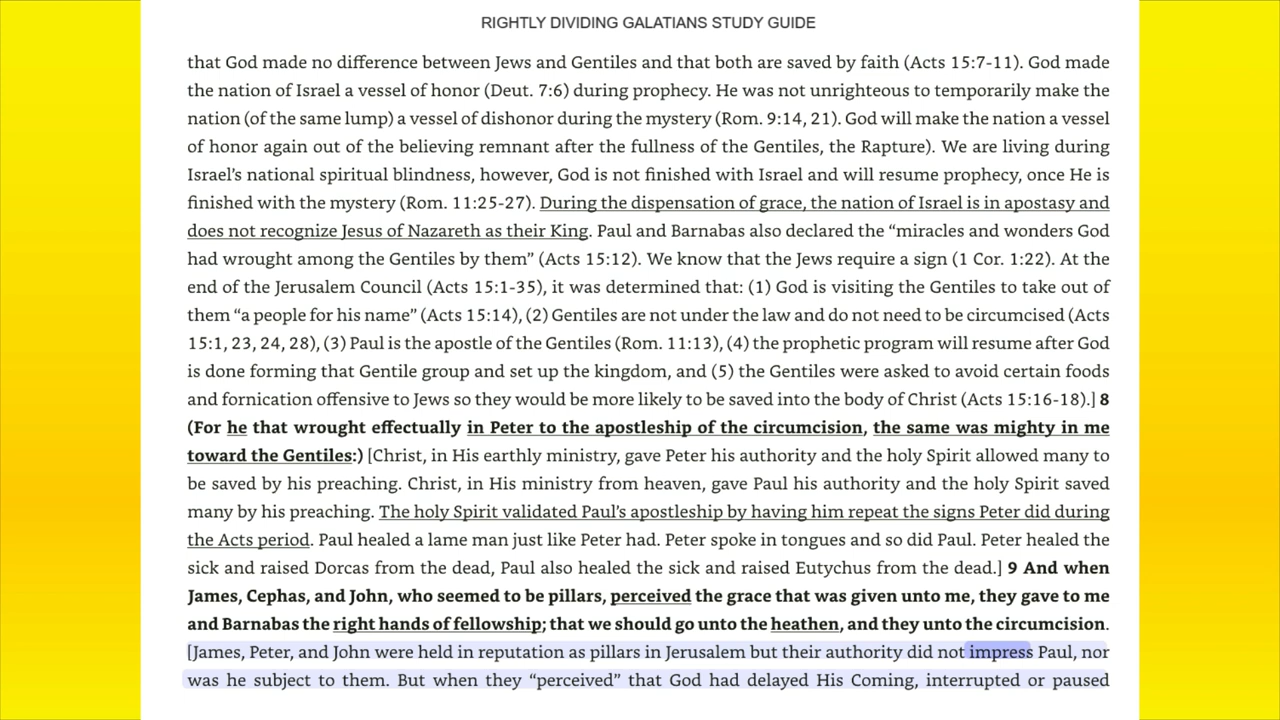 RIGHTLY DIVIDING GALATIANS STUDY GUIDE
that God made no difference between Jews and Gentiles and that both are saved by faith (Acts 15:7-11). God made
the nation of Israel a vessel of honor (Deut. 7:6) during prophecy. He was not unrighteous to temporarily make the
nation (of the same lump) a vessel of dishonor during the mystery (Rom. 9:14, 21). God will make the nation a vessel
of honor again out of the believing remnant after the fullness of the Gentiles, the Rapture). We are living during
Israel’s national spiritual blindness, however, God is not finished with Israel and will resume prophecy, once He is
finished with the mystery (Rom. 11:25-27). During the dispensation of grace, the nation of Israel is in apostasy and
does not recognize Jesus of Nazareth as their King. Paul and Barnabas also declared the “miracles and wonders God
had wrought among the Gentiles by them” (Acts 15:12). We know that the Jews require a sign (1 Cor. 1:22). At the
end of the Jerusalem Council (Acts 15:1-35), it was determined that: (1) God is visiting the Gentiles to take out of
them “a people for his name” (Acts 15:14), (2) Gentiles are not under the law and do not need to be circumcised (Acts
15:1, 23, 24, 28), (3) Paul is the apostle of the Gentiles (Rom. 11:13), (4) the prophetic program will resume after God
is done forming that Gentile group and set up the kingdom, and (5) the Gentiles were asked to avoid certain foods
and fornication offensive to Jews so they would be more likely to be saved into the body of Christ (Acts 15:16-18).] 8
(For he that wrought effectually in Peter to the apostleship of the circumcision, the same was mighty in me
toward the Gentiles:) [Christ, in His earthly ministry, gave Peter his authority and the holy Spirit allowed many to
be saved by his preaching. Christ, in His ministry from heaven, gave Paul his authority and the holy Spirit saved
many by his preaching. The holy Spirit validated Paul’s apostleship by having him repeat the signs Peter did during
the Acts period. Paul healed a lame man just like Peter had. Peter spoke in tongues and so did Paul. Peter healed the
sick and raised Dorcas from the dead, Paul also healed the sick and raised Eutychus from the dead.] 9 And when
James, Cephas, and John, who seemed to be pillars, perceived the grace that was given unto me, they gave to me
and Barnabas the right hands of fellowship; that we should go unto the heathen, and they unto the circumcision.
[James, Peter, and John were held in reputation as pillars in Jerusalem but their authority did not impress Paul, nor
was he subject to them. But when they “perceived” that God had delayed His Coming, interrupted or paused